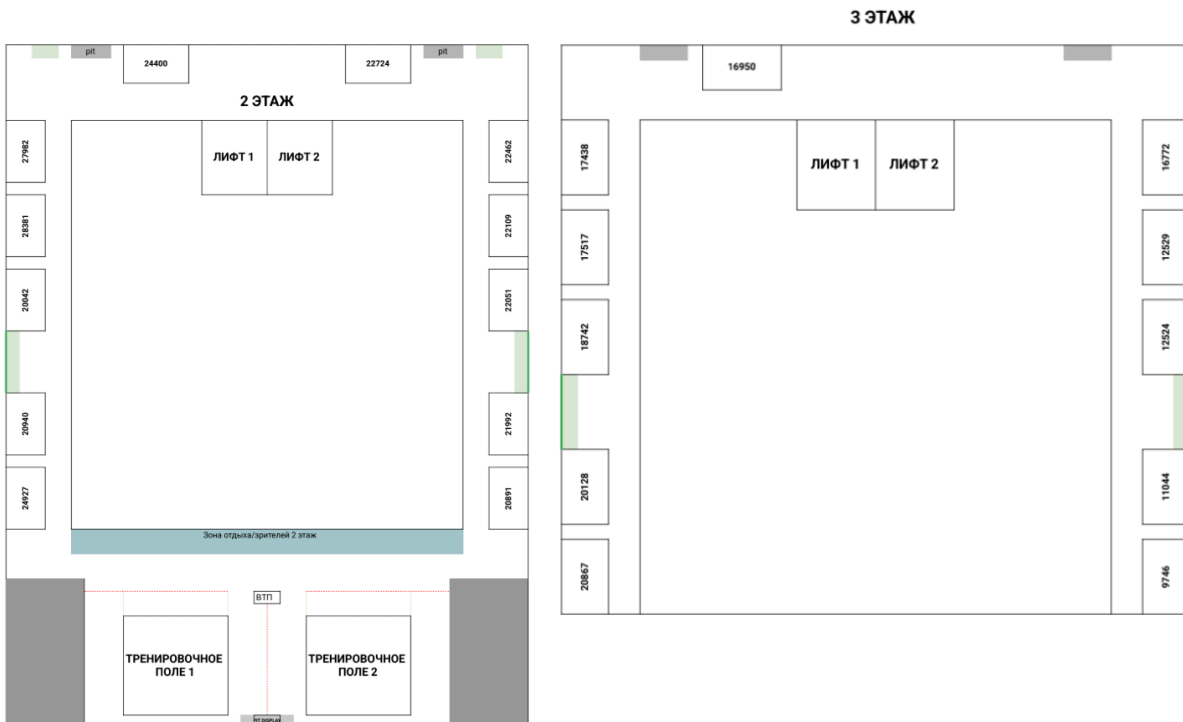 3 ЭТАЖ
pit
24400
22724
pit
2 ЭТАЖ
27982
28381
20042
20940
24927
ЛИФТ 1
ЛИФТ 2
22462
22109
22051
21992
20891
Зона отдыха/зрителей 2 этаж
ВТП
ТРЕНИРОВОЧНОЕ
ПОЛЕ 1
ТРЕНИРОВОЧНОЕ
ПОЛЕ 2
16950
17438
17517
18742
20128
20867
ЛИФТ 1
ЛИФТ 2
16772
12529
12524
11044
9746